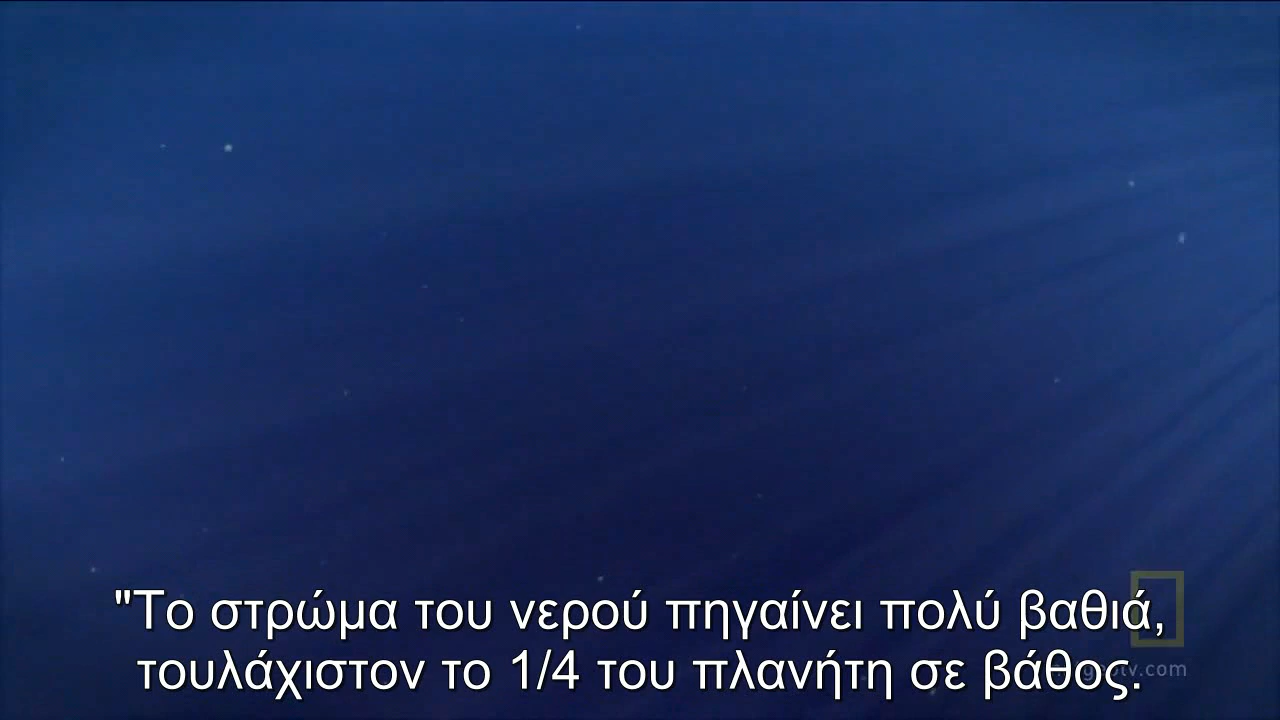 "Το στρώμα του νερού πηγαίνει πολύ βαθιά,
τουλάχιστον το 1/4 του πλανήτη σε βάθος.